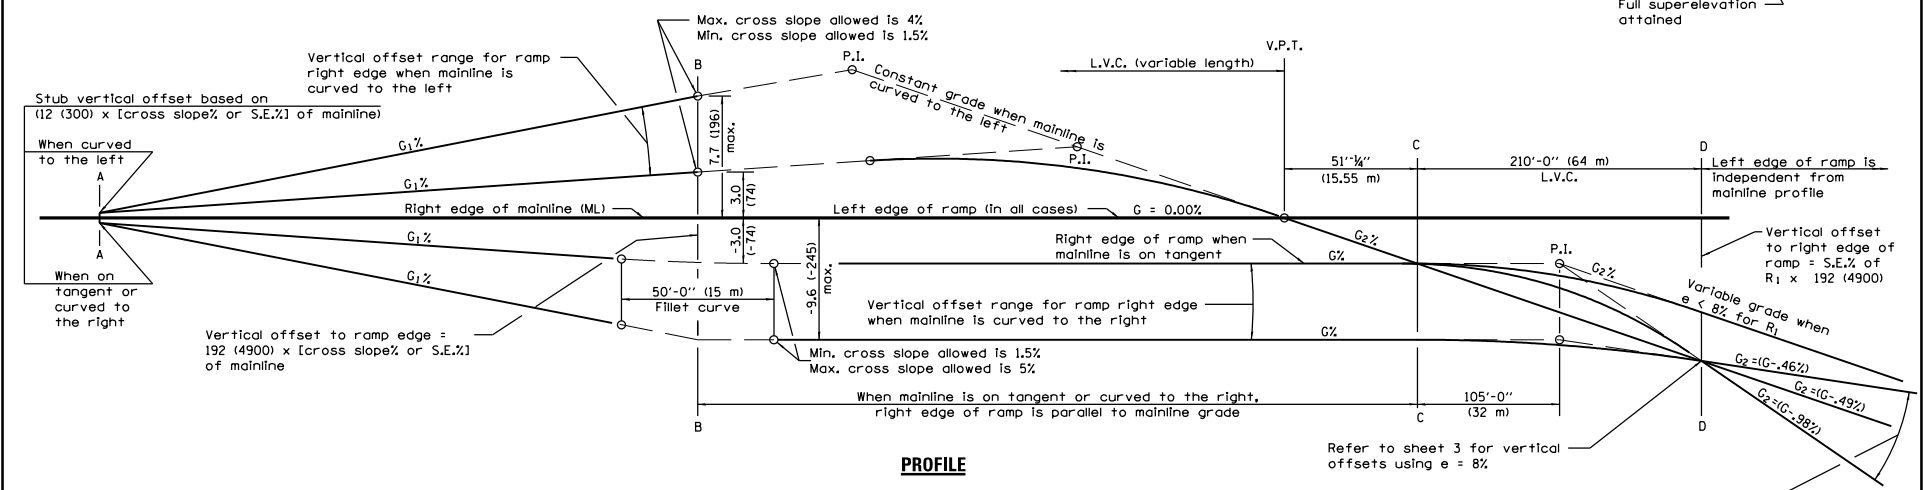 Full superelevation
attained
Max. cross slope allowed is 4%
Min. cross slope allowed is 1.5%
Vertical offset range for ramp
right edge when mainline is
curved to the left
Stub vertical offset based on
(12 (300) x [cross slope% or S.E.%] of mainline)
When curved
to the left
A
A
When on
tangent or
curved to
the right
G₁%
G₁%
G₁%
G₁%
B
B
P.I.
Constant grade when mainline is
curved to the left
P.I.
L.V.C. (variable length)
V.P.T.
7.7 (196)
max.
3.0
(74)
-3.0
(-74)
-9.6 (-245)
max.
Right edge of mainline (ML)
Left edge of ramp (in all cases)
G = 0.00%
51'-¼"
(15.55 m)
C
210'-0" (64 m)
L.V.C.
D
Left edge of ramp is
independent from
mainline profile
Right edge of ramp when
mainline is on tangent
G%
G₂%
P.I.
G₂%
Vertical offset
to right edge of
ramp = S.E.% of
R₁ x 192 (4900)
Variable grade when
e < 8% for R₁
50'-0" (15 m)
Fillet curve
Vertical offset range for ramp right edge
when mainline is curved to the right
G%
Vertical offset to ramp edge =
192 (4900) x [cross slope% or S.E.%]
of mainline
Min. cross slope allowed is 1.5%
Max. cross slope allowed is 5%
When mainline is on tangent or curved to the right,
right edge of ramp is parallel to mainline grade
C
105'-0"
(32 m)
D
G₂ =(G-.46%)
G₂ =(G-.49%)
G₂ =(G-.98%)
Refer to sheet 3 for vertical
offsets using e = 8%
PROFILE